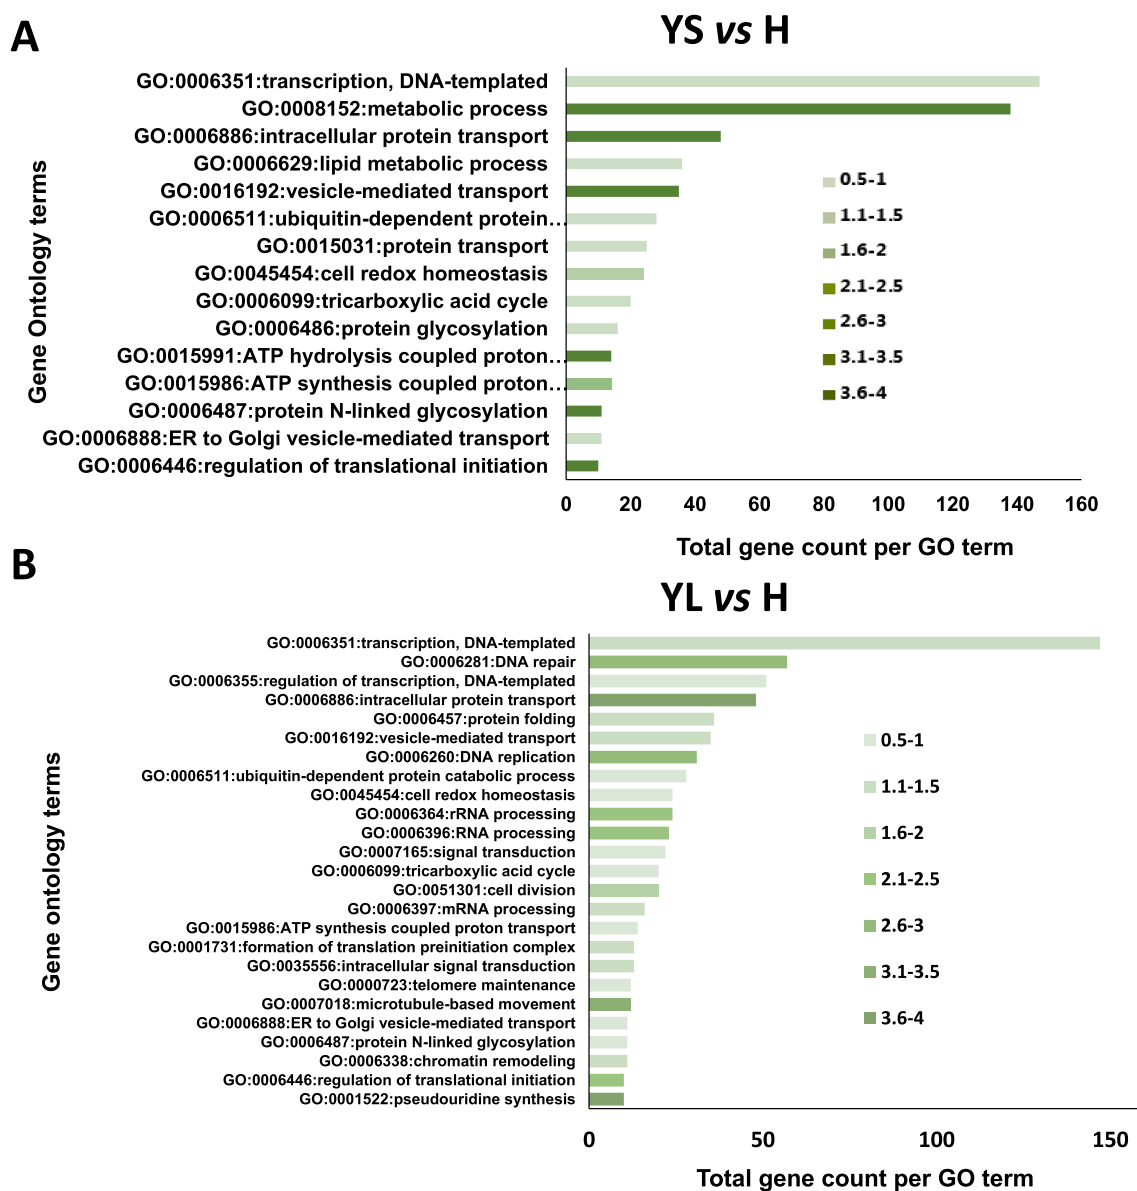 A
YS vs H
Gene Ontology terms
GO:0006351:transcription, DNA-templated
GO:0008152:metabolic process
GO:0006886:intracellular protein transport
GO:0006629:lipid metabolic process
GO:0016192:vesicle-mediated transport
GO:0006511:ubiquitin-dependent protein…
GO:0015031:protein transport
GO:0045454:cell redox homeostasis
GO:0006099:tricarboxylic acid cycle
GO:0006486:protein glycosylation
GO:0015991:ATP hydrolysis coupled proton…
GO:0015986:ATP synthesis coupled proton…
GO:0006487:protein N-linked glycosylation
GO:0006888:ER to Golgi vesicle-mediated transport
GO:0006446:regulation of translational initiation
0.5-1
1.1-1.5
1.6-2
2.1-2.5
2.6-3
3.1-3.5
3.6-4
0 20 40 60 80 100 120 140 160
Total gene count per GO term
B
YL vs H
Gene ontology terms
GO:0006351:transcription, DNA-templated
GO:0006281:DNA repair
GO:0006355:regulation of transcription, DNA-templated
GO:0006886:intracellular protein transport
GO:0006457:protein folding
GO:0016192:vesicle-mediated transport
GO:0006260:DNA replication
GO:0006511:ubiquitin-dependent protein catabolic process
GO:0045454:cell redox homeostasis
GO:0006364:rRNA processing
GO:0006396:RNA processing
GO:0007165:signal transduction
GO:0006099:tricarboxylic acid cycle
GO:0051301:cell division
GO:0006397:mRNA processing
GO:0015986:ATP synthesis coupled proton transport
GO:0001731:formation of translation preinitiation complex
GO:0035556:intracellular signal transduction
GO:0000723:telomere maintenance
GO:0007018:microtubule-based movement
GO:0006888:ER to Golgi vesicle-mediated transport
GO:0006487:protein N-linked glycosylation
GO:0006338:chromatin remodeling
GO:0006446:regulation of translational initiation
GO:0001522:pseudouridine synthesis
0.5-1
1.1-1.5
1.6-2
2.1-2.5
2.6-3
3.1-3.5
3.6-4
0 50 100 150
Total gene count per GO term